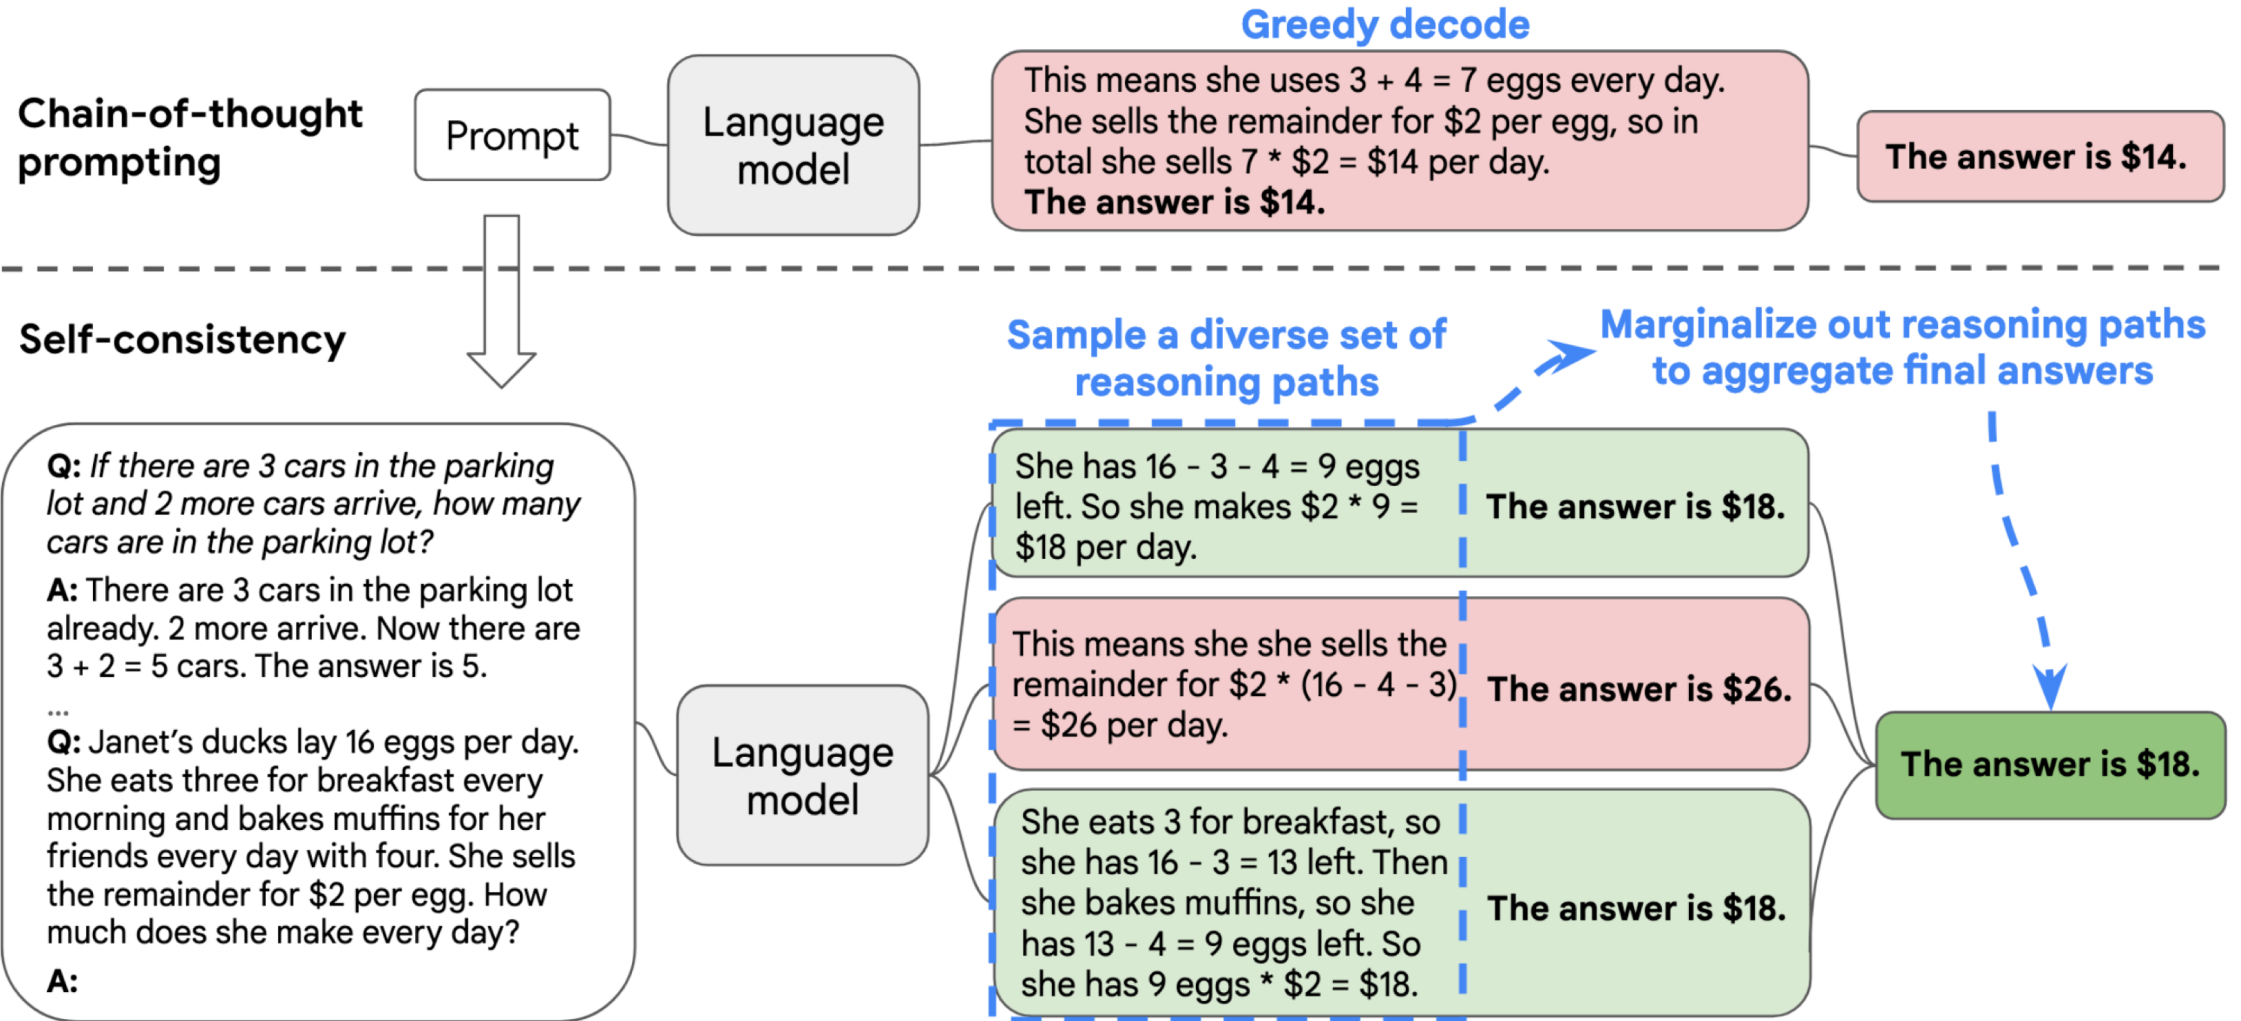 Greedy decode
Chain-of-thought
prompting
Prompt
Language
model
This means she uses 3 + 4 = 7 eggs every day.
She sells the remainder for $2 per egg, so in
total she sells 7 * $2 = $14 per day.
The answer is $14.
The answer is $14.
Self-consistency
Sample a diverse set of
reasoning paths
Marginalize out reasoning paths
to aggregate final answers
Q: If there are 3 cars in the parking
lot and 2 more cars arrive, how many
cars are in the parking lot?
A: There are 3 cars in the parking lot
already. 2 more arrive. Now there are
3 + 2 = 5 cars. The answer is 5.
...
Q: Janet's ducks lay 16 eggs per day.
She eats three for breakfast every
morning and bakes muffins for her
friends every day with four. She sells
the remainder for $2 per egg. How
much does she make every day?
A:
Language
model
She has 16 - 3 - 4 = 9 eggs
left. So she makes $2 * 9 =
$18 per day.
The answer is $18.
This means she she sells the
remainder for $2 * (16 - 4 - 3)
= $26 per day.
The answer is $26.
She eats 3 for breakfast, so
she has 16 - 3 = 13 left. Then
she bakes muffins, so she
has 13 - 4 = 9 eggs left. So
she has 9 eggs * $2 = $18.
The answer is $18.
The answer is $18.